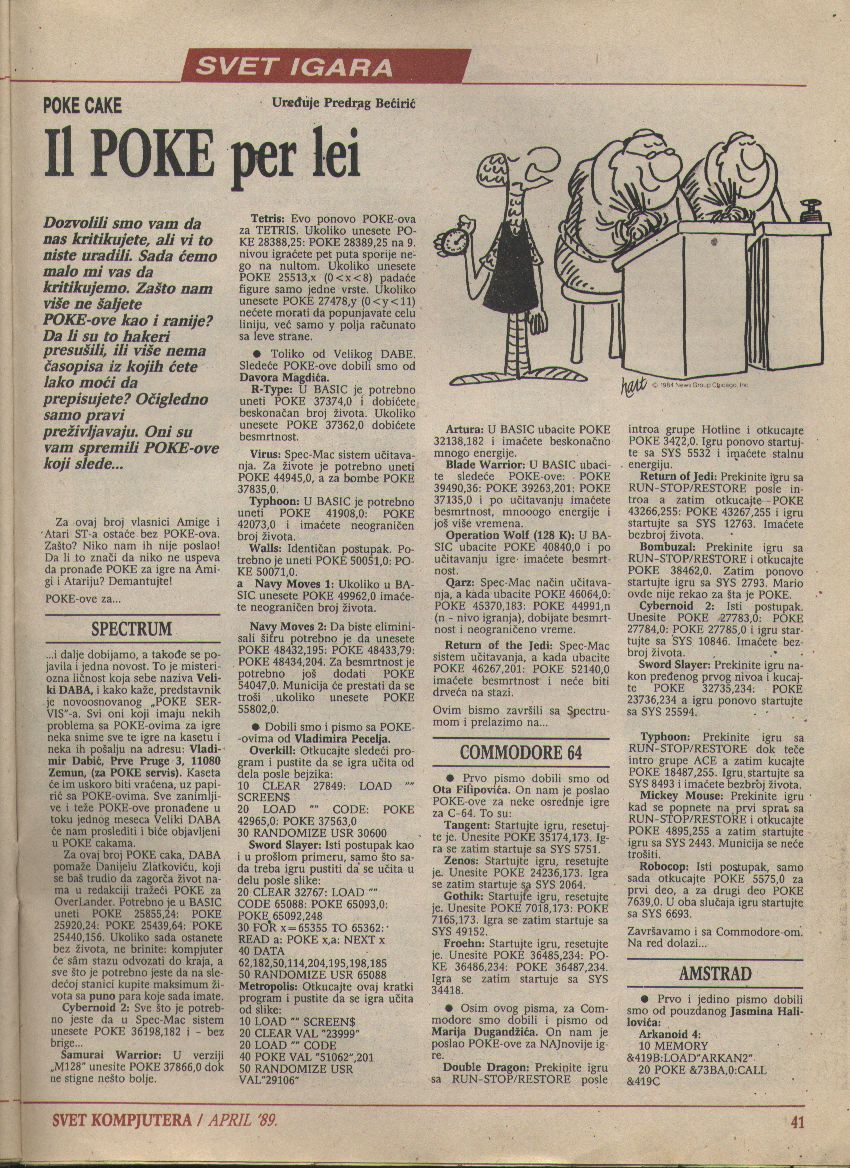 SVET IGARA
POKE CAKE
Uređuje Predrag Bećirić
Il POKE per lei
Dozvolili smo vam da
nas kritikujete, ali vi to
niste uradili. Sada ćemo
malo mi vas da
kritikujemo. Zašto nam
više ne šaljete
POKE-ove kao i ranije?
Da li su to hakeri
presušili, ili više nema
časopisa iz kojih ćete
lako moći da
prepisujete? Očigledno
samo pravi
preživljavaju. Oni su
vam spremili POKE-ove
koji slede...
Za ovaj broj vlasnici Amige i
Atari ST-a ostaće bez POKE-ova.
Zašto? Niko nam ih nije poslao!
Da li to znači da niko ne uspeva
da pronađe POKE za igre na Ami-
gi i Atariju? Demantujte!
POKE-ove za...
SPECTRUM
...i dalje dobijamo, a takođe se po-
javila i jedna novost. To je misteri-
ozna ličnost koja sebe naziva Veli-
ki DABA, i kako kaže, predstavnik
je novoosnovanog „POKE SER-
VIS"-a. Svi oni koji imaju nekih
problema sa POKE-ovima za igre
neka snime sve te igre na kasetu i
neka ih pošalju na adresu: Vladi-
mir Dabić, Prve Pruge 3, 11080
Zemun, (za POKE servis). Kaseta
će im uskoro biti vraćena, uz papi-
rić sa POKE-ovima. Sve zanimlji-
ve i teže POKE-ove pronađene u
toku jednog meseca Veliki DABA
će nam proslediti i biće objavljeni
u POKE cakama.
Za ovaj broj POKE caka, DABA
pomaže Danijelu Zlatkoviću, koji
se baš trudio da zagorča život na-
ma u redakciji tražeći POKE za
OverLander. Potrebno je u BASIC
uneti POKE 25855,24: POKE
25920,24: POKE 25439,64: POKE
25440,156. Ukoliko sada ostanete
bez života, ne brinite: kompjuter
će sâm stazu odvozati do kraja, a
sve što je potrebno jeste da na sle-
dećoj stanici kupite maksimum ži-
vota sa puno para koje sada imate.
Cybernoid 2: Sve što je potreb-
no jeste da u Spec-Mac sistem
unesete POKE 36198,182 i - bez
brige...
Samurai Warrior: U verziji
„M128" unesite POKE 37866,0 dok
ne stigne nešto bolje.
Tetris: Evo ponovo POKE-ova
za TETRIS. Ukoliko unesete PO-
KE 28388,25: POKE 28389,25 na 9.
nivou igraćete pet puta sporije ne-
go na nultom. Ukoliko unesete
POKE 25513,x (0<x<8) padaće
figure samo jedne vrste. Ukoliko
unesete POKE 27478,y (0<y<11)
nećete morati da popunjavate celu
liniju, već samo y polja računato
sa leve strane.
● Toliko od Velikog DABE.
Sledeće POKE-ove dobili smo od
Davora Magdića.
R-Type: U BASIC je potrebno
uneti POKE 37374,0 i dobićete
beskonačan broj života. Ukoliko
unesete POKE 37362,0 dobićete
besmrtnost.
Virus: Spec-Mac sistem učitava-
nja. Za živote je potrebno uneti
POKE 44945,0, a za bombe POKE
37835,0.
Typhoon: U BASIC je potrebno
uneti POKE 41908,0: POKE
42073,0 i imaćete neograničen
broj života.
Walls: Identičan postupak. Po-
trebno je uneti POKE 50051,0: PO-
KE 50071,0.
a Navy Moves 1: Ukoliko u BA-
SIC unesete POKE 49962,0 imaće-
te neograničen broj života.
Navy Moves 2: Da biste elimini-
sali šifru potrebno je da unesete
POKE 48432,195: POKE 48433,79:
POKE 48434,204. Za besmrtnost je
potrebno još dodati POKE
54047,0. Municija će prestati da se
troši ukoliko unesete POKE
55802,0.
● Dobili smo i pismo sa POKE-
-ovima od Vladimira Pecelja.
Overkill: Otkucajte sledeći pro-
gram i pustite da se igra učita od
dela posle bejzika:
10 CLEAR 27849: LOAD ""
SCREEN$
20 LOAD "" CODE: POKE
42965,0: POKE 37563,0
30 RANDOMIZE USR 30600
Sword Slayer: Isti postupak kao
i u prošlom primeru, samo što sa-
da treba igru pustiti da se učita u
delu posle slike:
20 CLEAR 32767: LOAD ""
CODE 65088: POKE 65093,0:
POKE 65092,248
30 FOR x=65355 TO 65362:
READ a: POKE x,a: NEXT x
40 DATA
62,182,50,114,204,195,198,185
50 RANDOMIZE USR 65088
Metropolis: Otkucajte ovaj kratki
program i pustite da se igra učita
od slike:
10 LOAD "" SCREEN$
20 CLEAR VAL "23999"
20 LOAD "" CODE
40 POKE VAL "51062",201
50 RANDOMIZE USR
VAL"29106"
hart © 1984 News Group Chicago, Inc.
Artura: U BASIC ubacite POKE
32138,182 i imaćete beskonačno
mnogo energije.
Blade Warrior: U BASIC ubaci-
te sledeće POKE-ove: POKE
39490,36: POKE 39263,201: POKE
37135,0 i po učitavanju imaćete
besmrtnost, mnooogo energije i
još više vremena.
Operation Wolf (128 K): U BA-
SIC ubacite POKE 40840,0 i po
učitavanju igre imaćete besmrt-
nost.
Qarz: Spec-Mac način učitava-
nja, a kada ubacite POKE 46064,0:
POKE 45370,183: POKE 44991,n
(n - nivo igranja), dobijate besmrt-
nost i neograničeno vreme.
Return of the Jedi: Spec-Mac
sistem učitavanja, a kada ubacite
POKE 46267,201: POKE 52140,0
imaćete besmrtnost i neće biti
drveća na stazi.
Ovim bismo završili sa Spectru-
mom i prelazimo na...
COMMODORE 64
● Prvo pismo dobili smo od
Ota Filipovića. On nam je poslao
POKE-ove za neke osrednje igre
za C-64. To su:
Tangent: Startujte igru, resetuj-
te je. Unesite POKE 35174,173. Ig-
ra se zatim startuje sa SYS 5751.
Zenos: Startujte igru, resetujte
je. Unesite POKE 24236,173. Igra
se zatim startuje sa SYS 2064.
Gothik: Startujte igru, resetujte
je. Unesite POKE 7018,173: POKE
7165,173. Igra se zatim startuje sa
SYS 49152.
Froehn: Startujte igru, resetujte
je. Unesite POKE 36485,234: PO-
KE 36486,234: POKE 36487,234.
Igra se zatim startuje sa SYS
34418.
● Osim ovog pisma, za Com-
modore smo dobili i pismo od
Marija Dugandžića. On nam je
poslao POKE-ove za NAJnovije ig-
re.
Double Dragon: Prekinite igru
sa RUN-STOP/RESTORE posle
introa grupe Hotline i otkucajte
POKE 3472,0. Igru ponovo startuj-
te sa SYS 5532 i imaćete stalnu
energiju.
Return of Jedi: Prekinite igru sa
RUN-STOP/RESTORE posle in-
troa a zatim otkucajte POKE
43266,255: POKE 43267,255 i igru
startujte sa SYS 12763. Imaćete
bezbroj života.
Bombuzal: Prekinite igru sa
RUN-STOP/RESTORE i otkucajte
POKE 38462,0. Zatim ponovo
startujte igru sa SYS 2793. Mario
ovde nije rekao za šta je POKE.
Cybernoid 2: Isti postupak.
Unesite POKE 27783,0: POKE
27784,0: POKE 27785,0 i igru star-
tujte sa SYS 10846. Imaćete bez-
broj života.
Sword Slayer: Prekinite igru na-
kon pređenog prvog nivoa i kucaj-
te POKE 32735,234: POKE
23736,234 a igru ponovo startujte
sa SYS 25594.
Typhoon: Prekinite igru sa
RUN-STOP/RESTORE dok teče
intro grupe ACE a zatim kucajte
POKE 18487,255. Igru startujte sa
SYS 8493 i imaćete bezbroj života.
Mickey Mouse: Prekinite igru
kad se popnete na prvi sprat sa
RUN-STOP/RESTORE i otkucajte
POKE 4895,255 a zatim startujte
igru sa SYS 2443. Municija se neće
trošiti.
Robocop: Isti postupak, samo
sada otkucajte POKE 5575,0 za
prvi deo, a za drugi deo POKE
7639,0. U oba slučaja igru startujte
sa SYS 6693.
Završavamo i sa Commodore-om.
Na red dolazi...
AMSTRAD
● Prvo i jedino pismo dobili
smo od pouzdanog Jasmina Hali-
lovića:
Arkanoid 4:
10 MEMORY
&419B:LOAD"ARKAN2"
20 POKE &73BA,0:CALL
&419C
SVET KOMPJUTERA / APRIL '89.
41